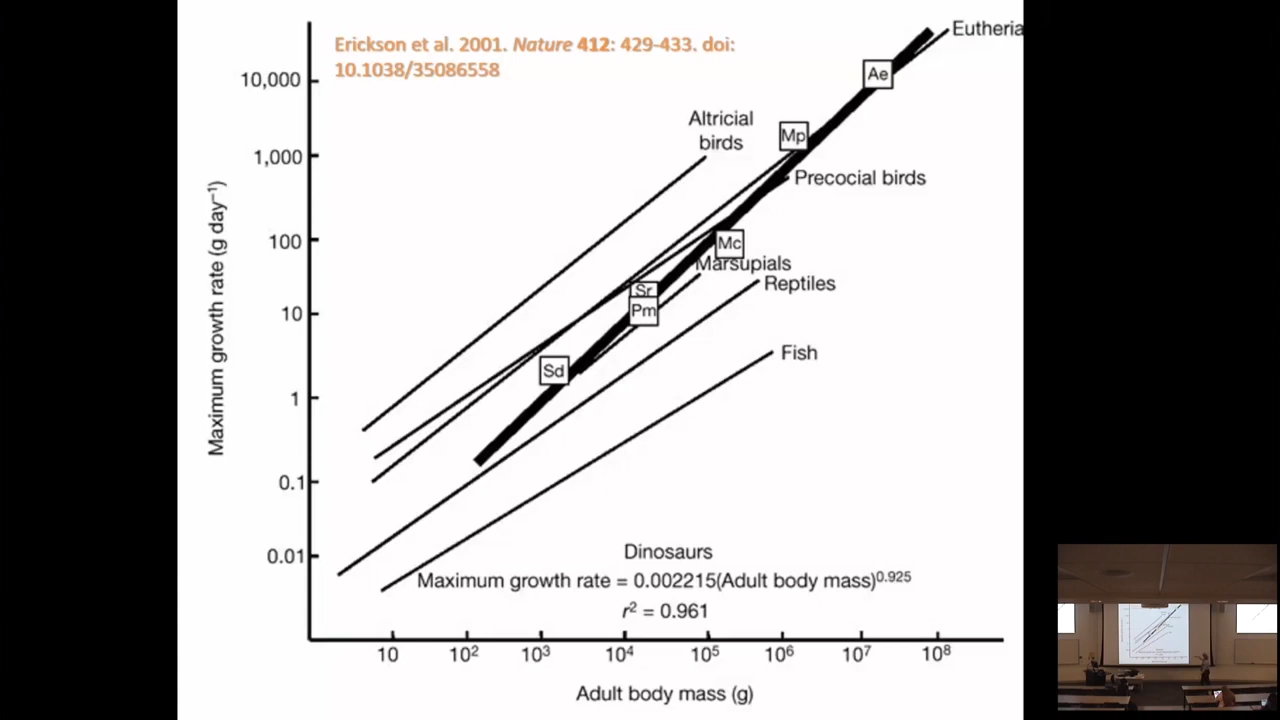 Erickson et al. 2001. Nature 412: 429-433. doi:
10.1038/35086558
Eutheria
Ae
10,000
Altricial
birds
Mp
1,000
Precocial birds
Maximum growth rate (g day⁻¹)
100
Mc
Marsupials
Reptiles
Sr
10
Pm
Fish
Sd
1
0.1
0.01
Dinosaurs
Maximum growth rate = 0.002215(Adult body mass)⁰·⁹²⁵
r² = 0.961
10 10² 10³ 10⁴ 10⁵ 10⁶ 10⁷ 10⁸
Adult body mass (g)